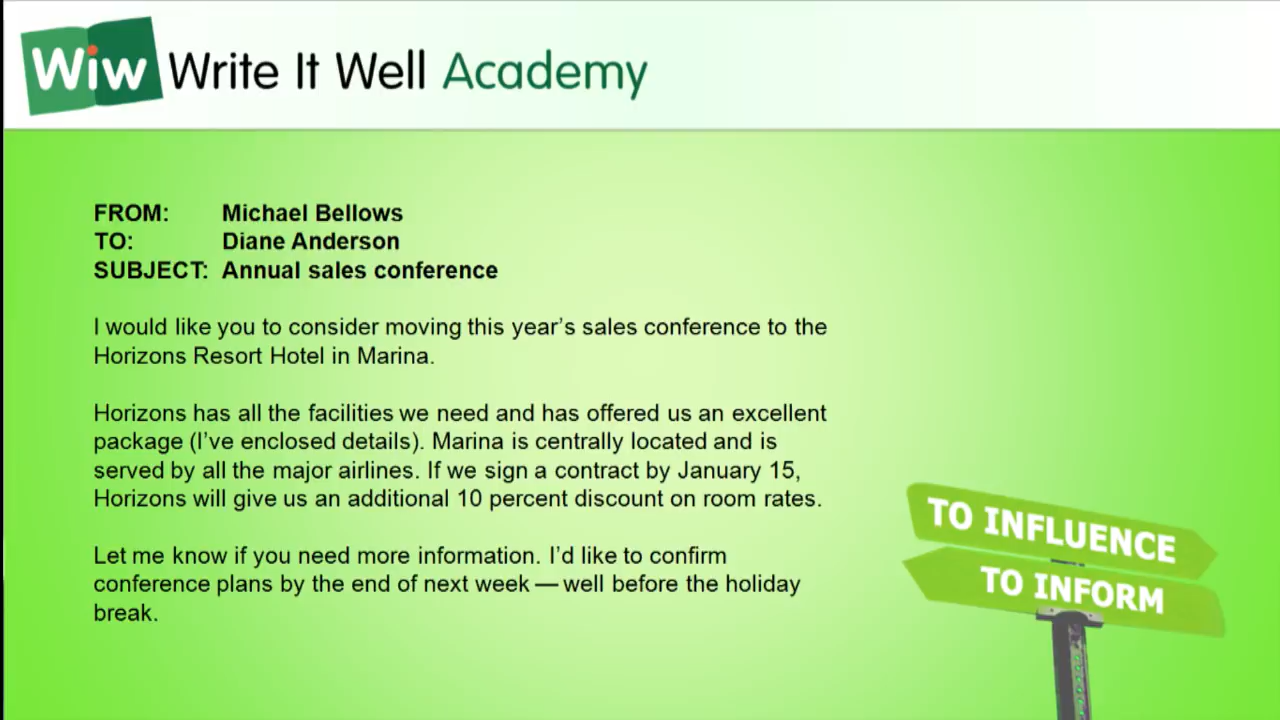 Wiw Write It Well Academy
FROM: Michael Bellows
TO: Diane Anderson
SUBJECT: Annual sales conference
I would like you to consider moving this year’s sales conference to the
Horizons Resort Hotel in Marina.
Horizons has all the facilities we need and has offered us an excellent
package (I’ve enclosed details). Marina is centrally located and is
served by all the major airlines. If we sign a contract by January 15,
Horizons will give us an additional 10 percent discount on room rates.
Let me know if you need more information. I’d like to confirm
conference plans by the end of next week — well before the holiday
break.
TO INFLUENCE
TO INFORM